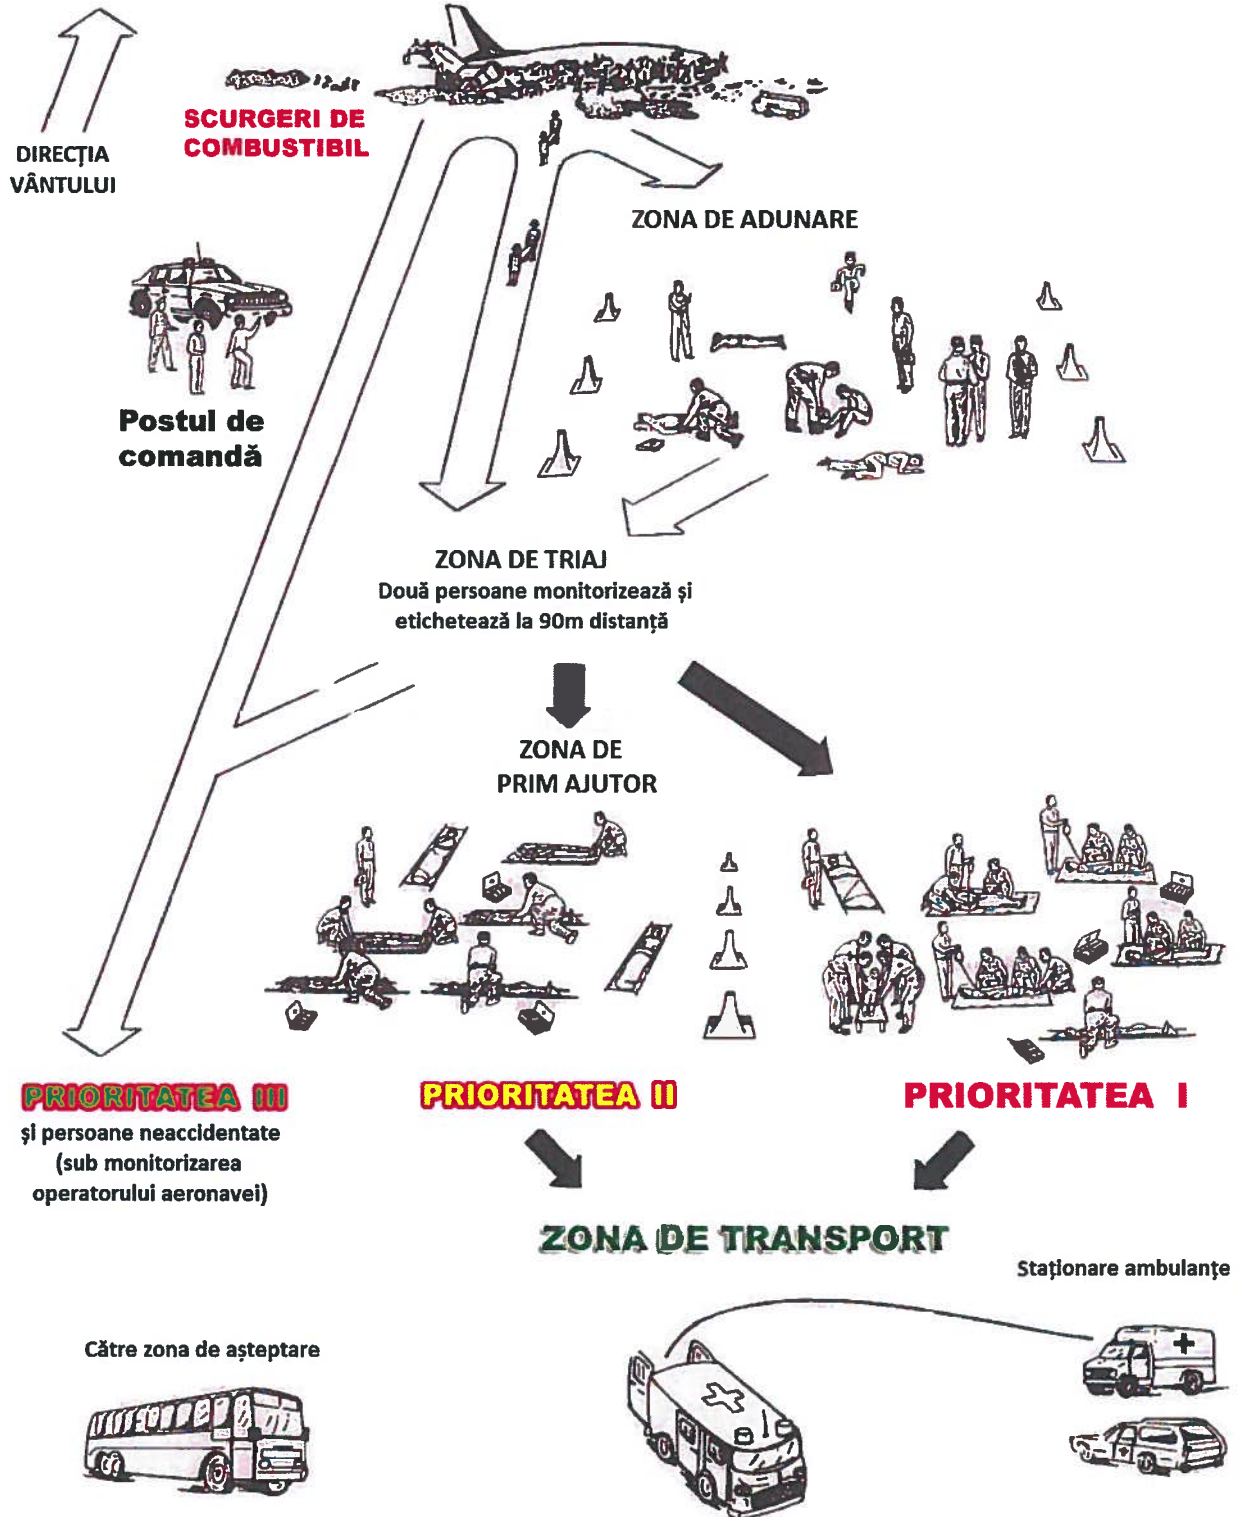 SCURGERI DE
COMBUSTIBIL
DIRECȚIA
VÂNTULUI
ZONA DE ADUNARE
Postul de
comandă
ZONA DE TRIAJ
Două persoane monitorizează și
etichetează la 90m distanță
ZONA DE
PRIM AJUTOR
PRIORITATEA III
și persoane neaccidentate
(sub monitorizarea
operatorului aeronavei)
PRIORITATEA II
PRIORITATEA I
ZONA DE TRANSPORT
Staționare ambulanțe
Către zona de așteptare